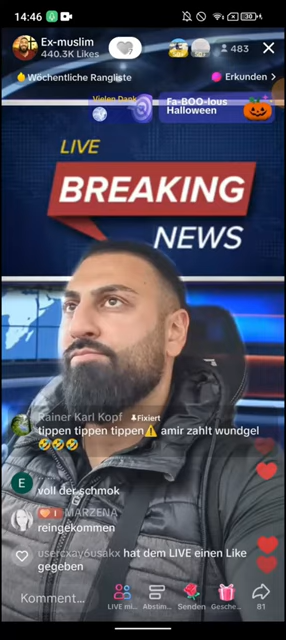 14:46
30
Ex-muslim
440.3K Likes
483
Wöchentliche Rangliste
Erkunden >
Vielen Dank
Fa-BOO-lous
Halloween
LIVE
BREAKING
NEWS
Rainer Karl Kopf Fixiert
tippen tippen tippen⚠️ amir zahlt wundgel
🤣🤣🤣
E
voll der schmok
1 MARZENA
reingekommen
usercxay6usakx hat dem LIVE einen Like
gegeben
Komment...
LIVE mi...
Abstim...
Senden
Gesche...
81